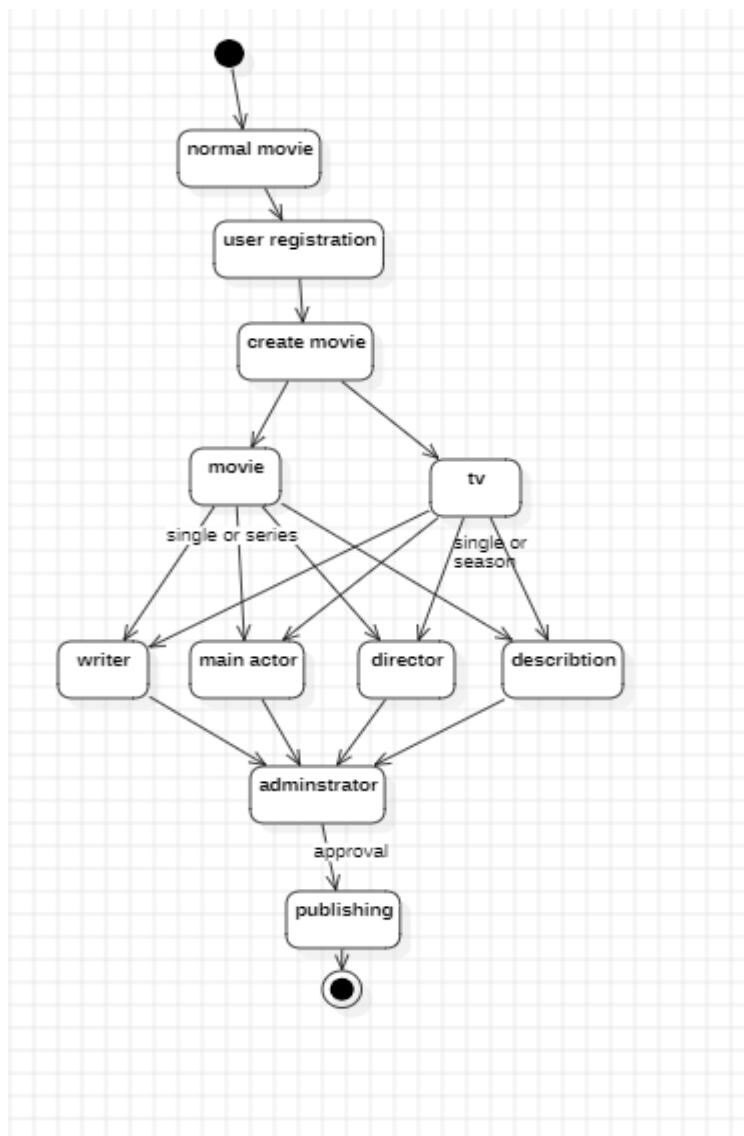 normal movie
user registration
create movie
movie
tv
single or series
single or
season
writer
main actor
director
describtion
adminstrator
approval
publishing